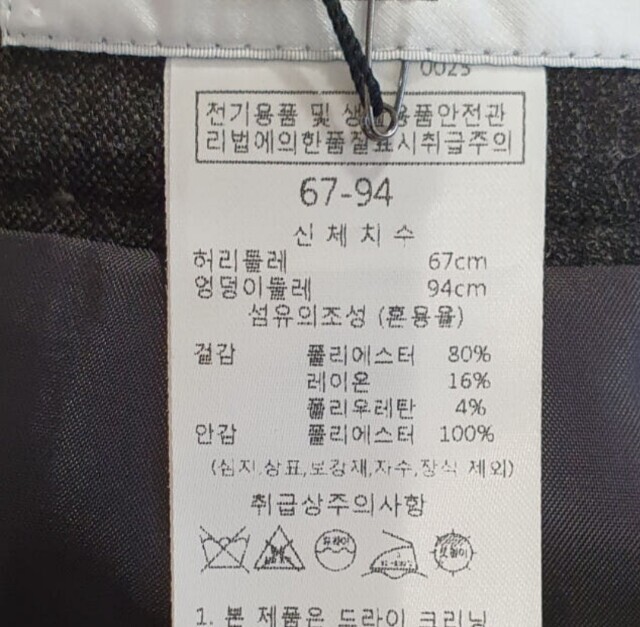 0025
전기용품 및 생활용품안전관
리법에의한품질표시취급주의
67-94
신체치수
허리둘레 67cm
엉덩이둘레 94cm
섬유의조성 (혼용율)
겉감 폴리에스터 80%
레이온 16%
폴리우레탄 4%
안감 폴리에스터 100%
(심지,상표,보강재,자수,장식 제외)
취급상주의사항
드라이
1. 본 제품은 드라이 크리닝